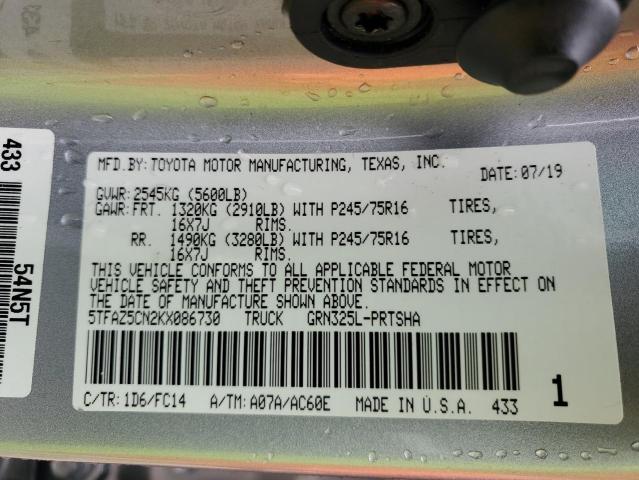 MFD.BY: TOYOTA MOTOR MANUFACTURING, TEXAS, INC. DATE: 07/19
GVWR: 2545KG (5600LB)
GAWR: FRT. 1320KG (2910LB) WITH P245/75R16 TIRES,
16X7J RIMS.
RR. 1490KG (3280LB) WITH P245/75R16 TIRES,
16X7J RIMS.
THIS VEHICLE CONFORMS TO ALL APPLICABLE FEDERAL MOTOR
VEHICLE SAFETY AND THEFT PREVENTION STANDARDS IN EFFECT ON
THE DATE OF MANUFACTURE SHOWN ABOVE.
5TFAZ5CN2KX086730 TRUCK GRN325L-PRTSHA
C/TR: 1D6/FC14 A/TM: A07A/AC60E MADE IN U.S.A. 433
1
433
54N5T